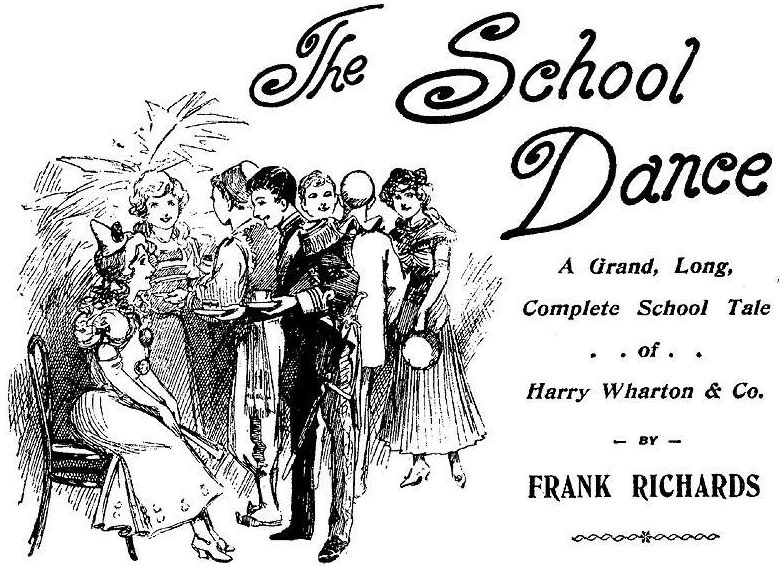 The School
Dance
A Grand, Long,
Complete School Tale
. . of . .
Harry Wharton & Co.
– BY –
FRANK RICHARDS